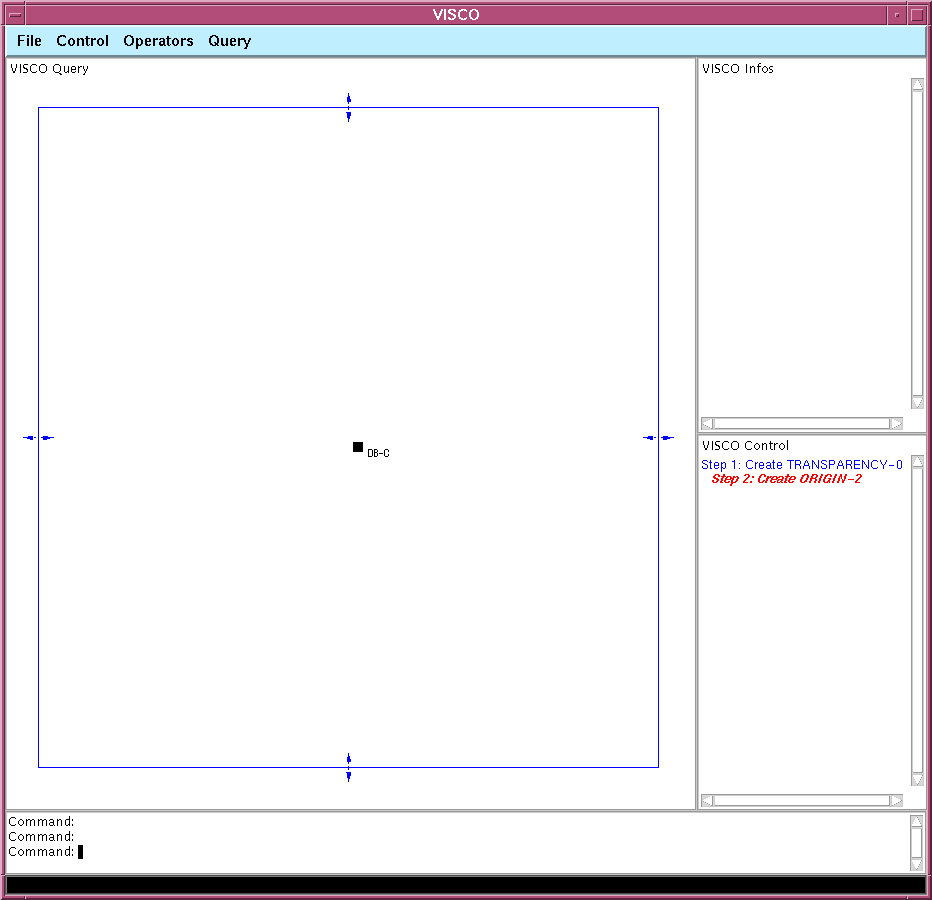 VISCO
File Control Operators Query
VISCO Query
DB-C
VISCO Infos
VISCO Control
Step 1: Create TRANSPARENCY-0
Step 2: Create ORIGIN-2
Command:
Command:
Command: